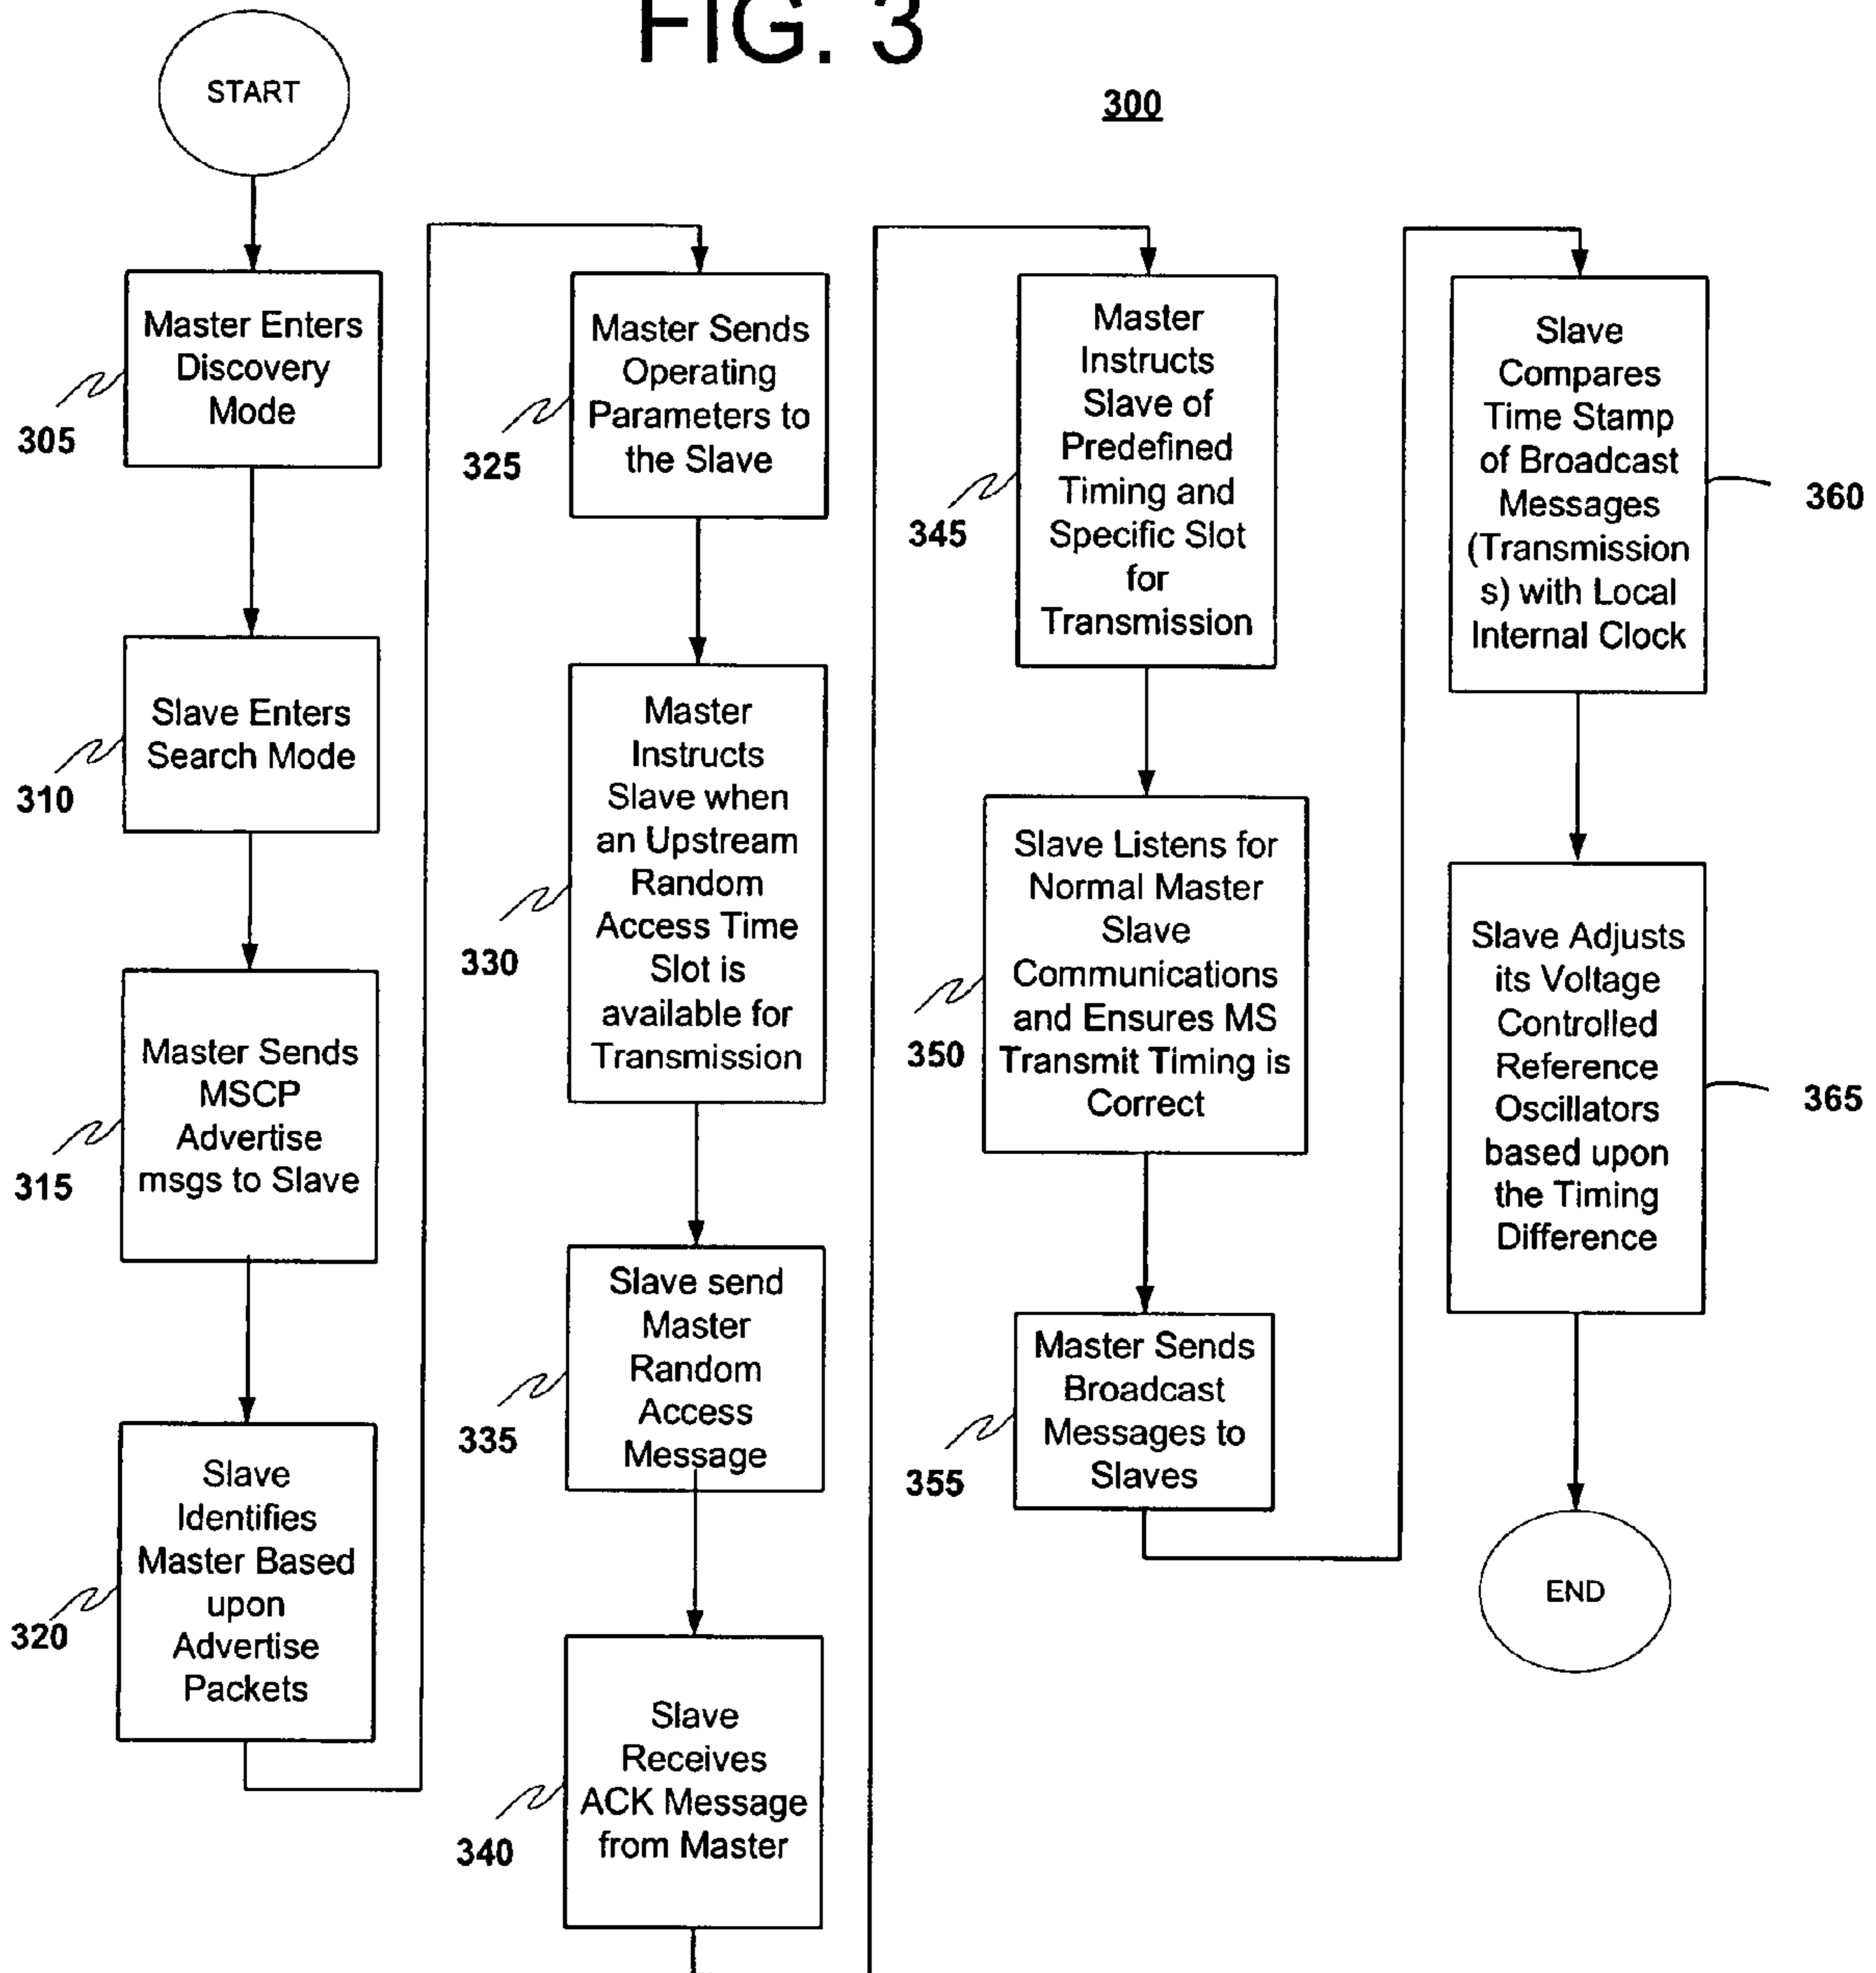 FIG. 3
300
START
Master Enters
Discovery
Mode
305
Slave Enters
Search Mode
310
Master Sends
MSCP
Advertise
msgs to Slave
315
Slave
Identifies
Master Based
upon
Advertise
Packets
320
Master Sends
Operating
Parameters to
the Slave
325
Master
Instructs
Slave when
an Upstream
Random
Access Time
Slot is
available for
Transmission
330
Slave send
Master
Random
Access
Message
335
Slave
Receives
ACK Message
from Master
340
Master
Instructs
Slave of
Predefined
Timing and
Specific Slot
for
Transmission
345
Slave Listens for
Normal Master
Slave
Communications
and Ensures MS
Transmit Timing is
Correct
350
Master Sends
Broadcast
Messages to
Slaves
355
Slave
Compares
Time Stamp
of Broadcast
Messages
(Transmission
s) with Local
Internal Clock
360
Slave Adjusts
its Voltage
Controlled
Reference
Oscillators
based upon
the Timing
Difference
365
END